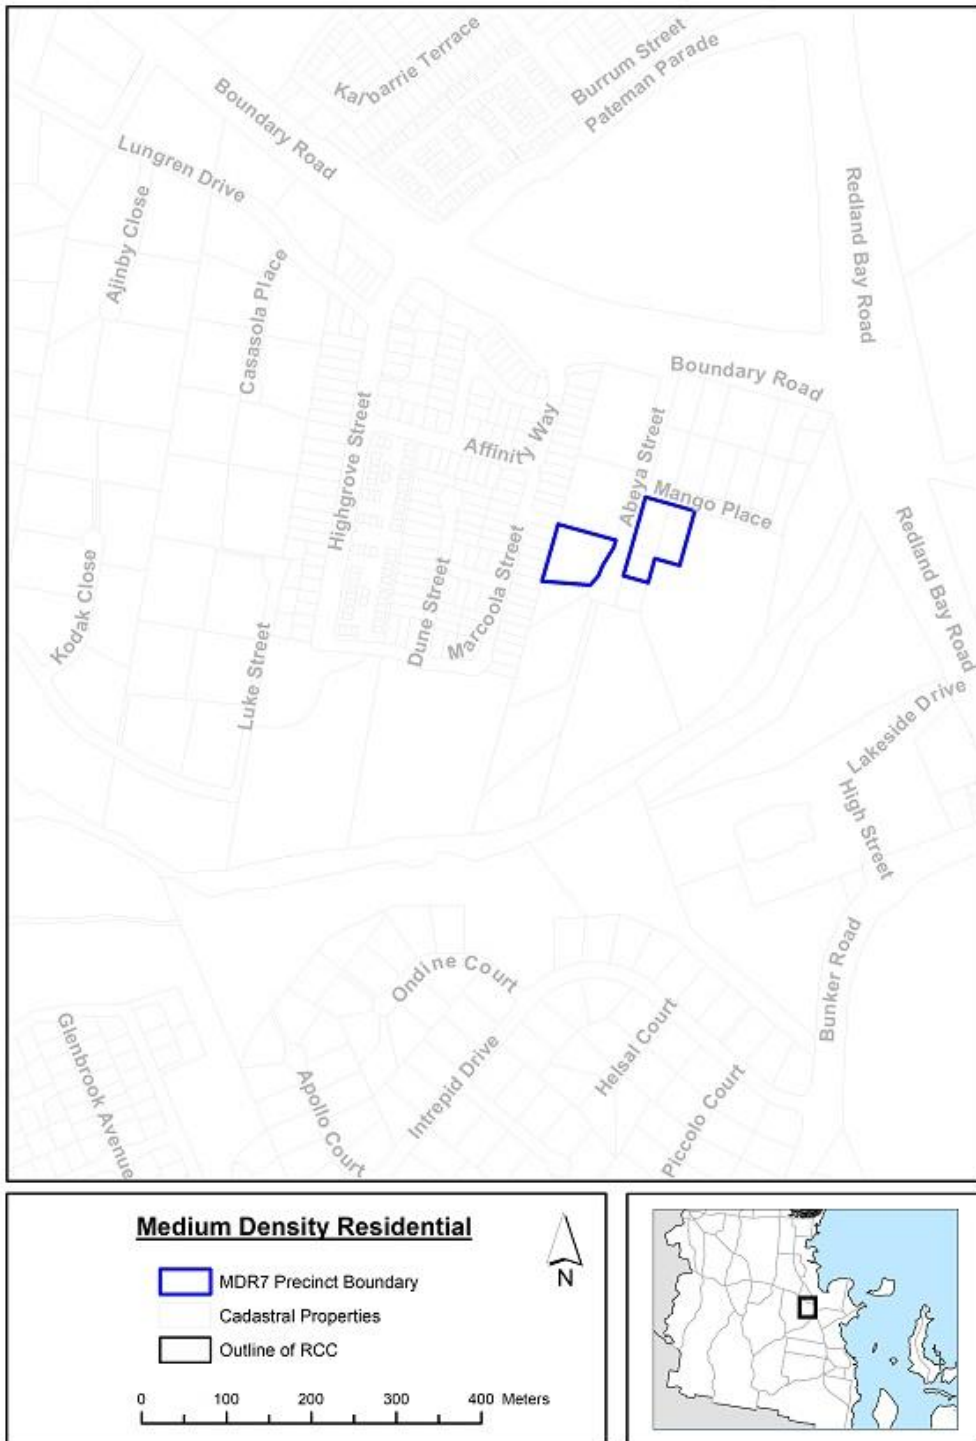 Kalbarrie Terrace
Burrum Street
Pateman Parade
Boundary Road
Lungren Drive
Ajinby Close
Redland Bay Road
Casasola Place
Boundary Road
Highgrove Street
Affinity Way
Abeya Street
Mango Place
Redland Bay Road
Kodak Close
Dune Street
Marcoola Street
Luke Street
Lakeside Drive
High Street
Bunker Road
Ondine Court
Glenbrook Avenue
Apollo Court
Intrepid Drive
Helsal Court
Piccolo Court
Medium Density Residential
N
MDR7 Precinct Boundary
Cadastral Properties
Outline of RCC
0 100 200 300 400 Meters